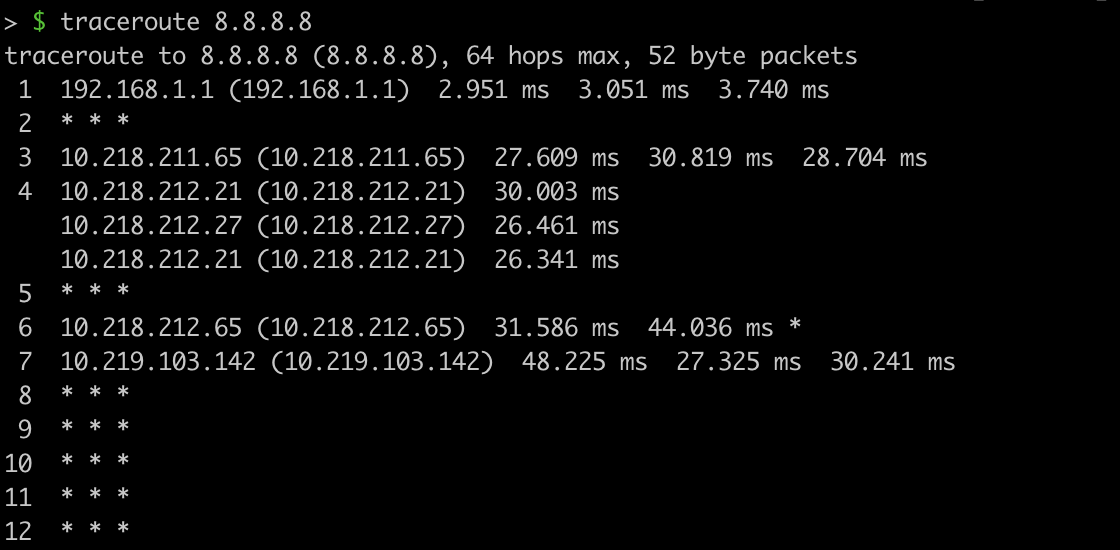 > $ traceroute 8.8.8.8
traceroute to 8.8.8.8 (8.8.8.8), 64 hops max, 52 byte packets
 1  192.168.1.1 (192.168.1.1)  2.951 ms  3.051 ms  3.740 ms
 2  * * *
 3  10.218.211.65 (10.218.211.65)  27.609 ms  30.819 ms  28.704 ms
 4  10.218.212.21 (10.218.212.21)  30.003 ms
    10.218.212.27 (10.218.212.27)  26.461 ms
    10.218.212.21 (10.218.212.21)  26.341 ms
 5  * * *
 6  10.218.212.65 (10.218.212.65)  31.586 ms  44.036 ms *
 7  10.219.103.142 (10.219.103.142)  48.225 ms  27.325 ms  30.241 ms
 8  * * *
 9  * * *
10  * * *
11  * * *
12  * * *